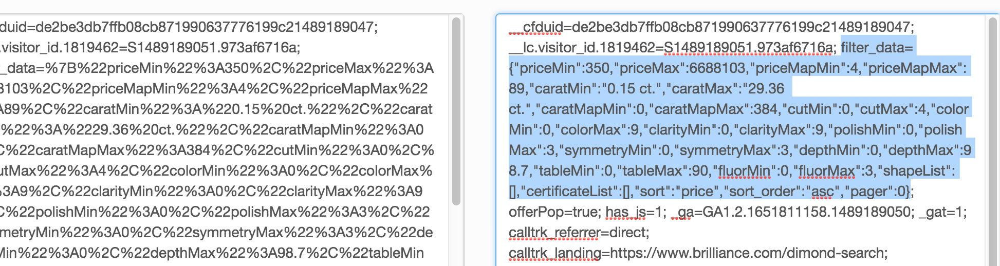 duid=de2be3db7ffb08cb871990637776199c21489189047;
.visitor_id.1819462=S1489189051.973af6716a;
_data=%7B%22priceMin%22%3A350%2C%22priceMax%22%3A
8103%2C%22priceMapMin%22%3A4%2C%22priceMapMax%22
A89%2C%22caratMin%22%3A%220.15%20ct.%22%2C%22carat
%22%3A%2229.36%20ct.%22%2C%22caratMapMin%22%3A0
C%22caratMapMax%22%3A384%2C%22cutMin%22%3A0%2C%
utMax%22%3A4%2C%22colorMin%22%3A0%2C%22colorMax%
3A9%2C%22clarityMin%22%3A0%2C%22clarityMax%22%3A9
C%22polishMin%22%3A0%2C%22polishMax%22%3A3%2C%22
metryMin%22%3A0%2C%22symmetryMax%22%3A3%2C%22de
Min%22%3A0%2C%22depthMax%22%3A98.7%2C%22tableMin
__cfduid=de2be3db7ffb08cb871990637776199c21489189047;
__lc.visitor_id.1819462=S1489189051.973af6716a; filter_data=
{"priceMin":350,"priceMax":6688103,"priceMapMin":4,"priceMapMax":
89,"caratMin":"0.15 ct.","caratMax":"29.36
ct.","caratMapMin":0,"caratMapMax":384,"cutMin":0,"cutMax":4,"color
Min":0,"colorMax":9,"clarityMin":0,"clarityMax":9,"polishMin":0,"polish
Max":3,"symmetryMin":0,"symmetryMax":3,"depthMin":0,"depthMax":9
8.7,"tableMin":0,"tableMax":90,"fluorMin":0,"fluorMax":3,"shapeList":
[],"certificateList":[],"sort":"price","sort_order":"asc","pager":0};
offerPop=true; has_js=1; _ga=GA1.2.1651811158.1489189050; _gat=1;
calltrk_referrer=direct;
calltrk_landing=https://www.brilliance.com/dimond-search;